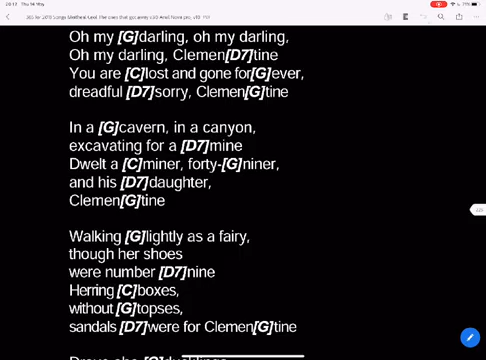 Thu 14 May
Oh my [G]darling, oh my darling,
Oh my darling, Clemen[D7]tine
You are [C]lost and gone for[G]ever,
dreadful [D7]sorry, Clemen[G]tine
In a [G]cavern, in a canyon,
excavating for a [D7]mine
Dwelt a [C]miner, forty-[G]niner,
and his [D7]daughter,
Clemen[G]tine
Walking [G]lightly as a fairy,
though her shoes
were number [D7]nine
Herring [C]boxes,
without [G]topses,
sandals [D7]were for Clemen[G]tine